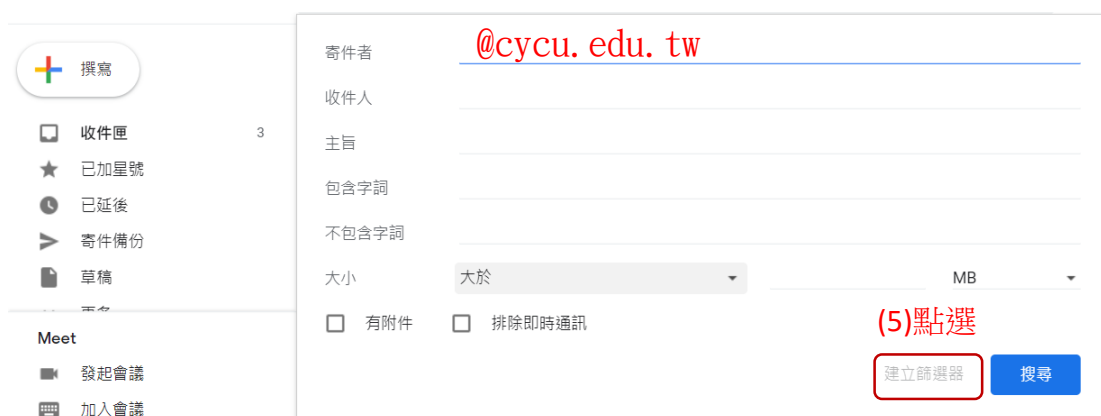 撰寫
收件匣 3
已加星號
已延後
寄件備份
草稿
更多
Meet
發起會議
加入會議
寄件者 @cycu.edu.tw
收件人
主旨
包含字詞
不包含字詞
大小 大於 MB
有附件 排除即時通訊
(5)點選
建立篩選器 搜尋